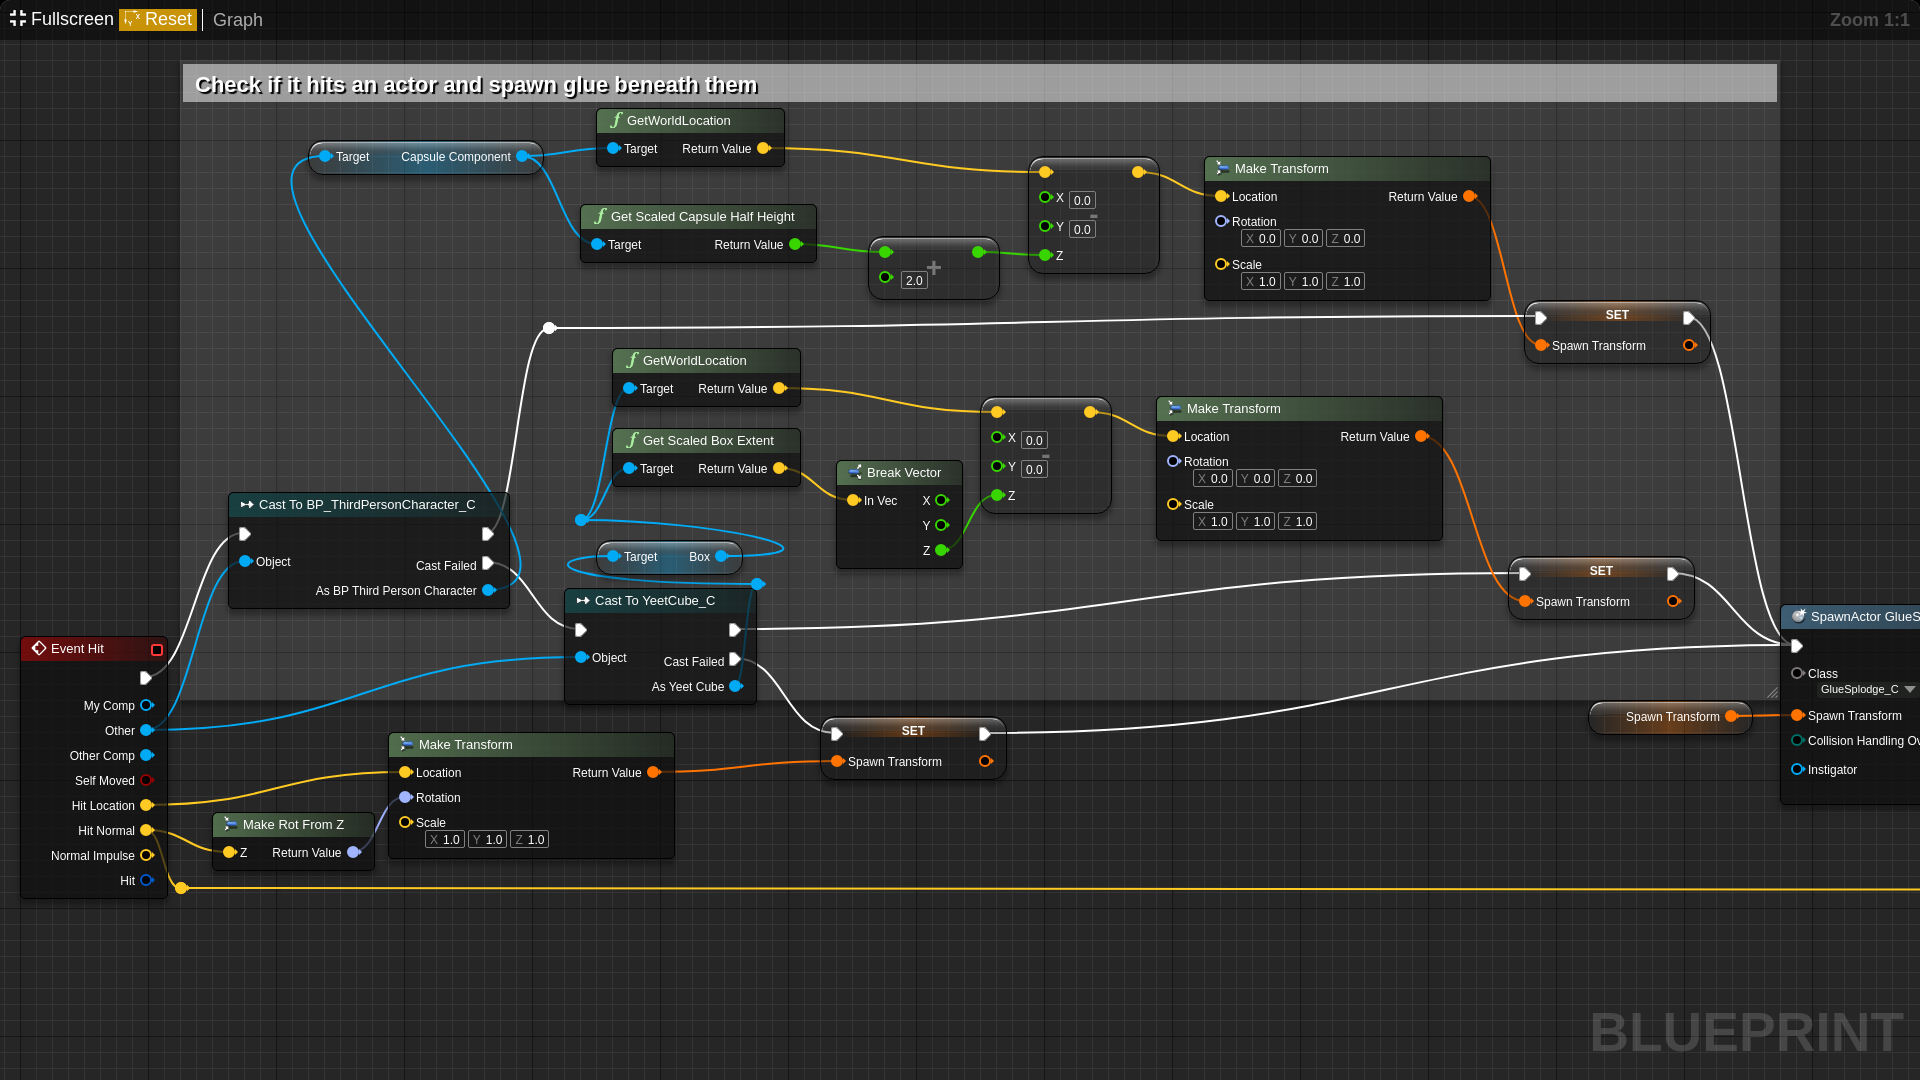 Fullscreen Reset Graph Zoom 1:1
Check if it hits an actor and spawn glue beneath them
GetWorldLocation
Target Return Value
Target Capsule Component
Get Scaled Capsule Half Height
Target Return Value
+
2.0
X 0.0
Y 0.0
Z
-
Make Transform
Location Return Value
Rotation
X 0.0 Y 0.0 Z 0.0
Scale
X 1.0 Y 1.0 Z 1.0
SET
Spawn Transform
GetWorldLocation
Target Return Value
Get Scaled Box Extent
Target Return Value
Break Vector
In Vec X
Y
Z
X 0.0
Y 0.0
Z
-
Make Transform
Location Return Value
Rotation
X 0.0 Y 0.0 Z 0.0
Scale
X 1.0 Y 1.0 Z 1.0
SET
Spawn Transform
Cast To BP_ThirdPersonCharacter_C
Object
Cast Failed
As BP Third Person Character
Target Box
Cast To YeetCube_C
Object
Cast Failed
As Yeet Cube
Event Hit
My Comp
Other
Other Comp
Self Moved
Hit Location
Hit Normal
Normal Impulse
Hit
Make Rot From Z
Z Return Value
Make Transform
Location Return Value
Rotation
Scale
X 1.0 Y 1.0 Z 1.0
SET
Spawn Transform
Spawn Transform
SpawnActor GlueS
Class
GlueSplodge_C
Spawn Transform
Collision Handling Ov
Instigator
BLUEPRINT